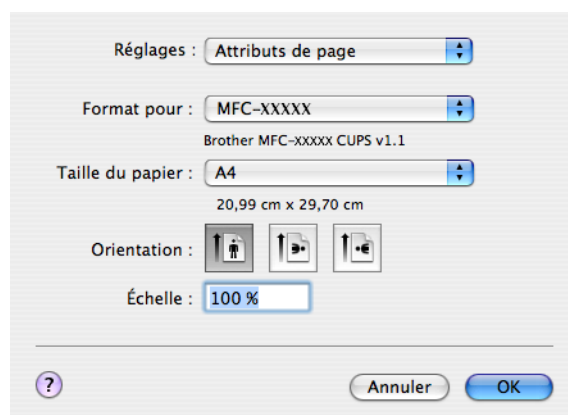 Réglages : Attributs de page
Format pour : MFC-XXXXX
Brother MFC-XXXXX CUPS v1.1
Taille du papier : A4
20,99 cm x 29,70 cm
Orientation :
Échelle : 100 %
? Annuler OK